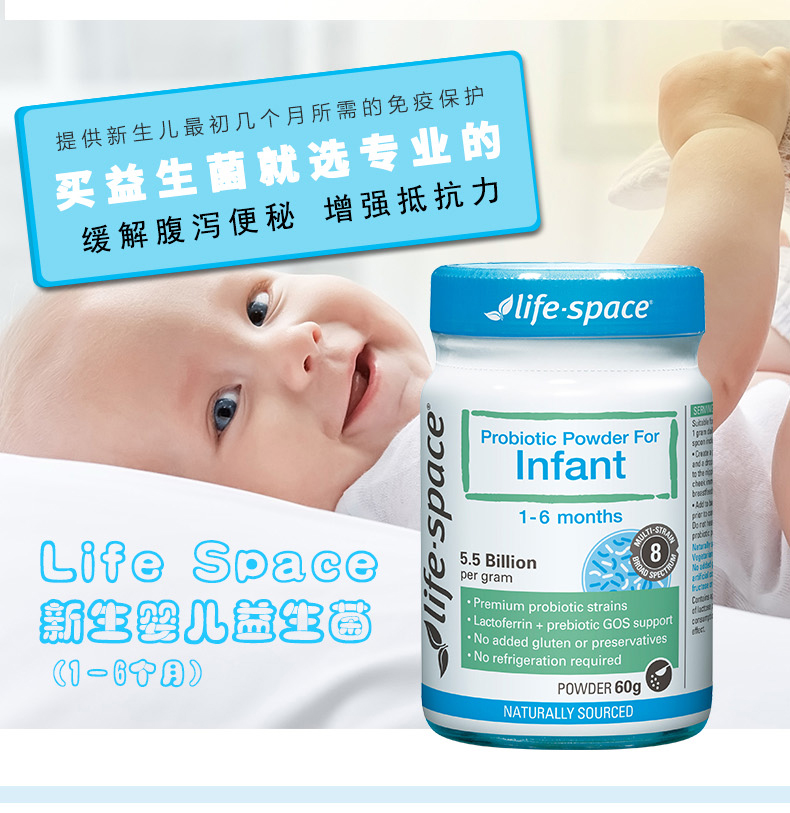 提供新生儿最初几个月所需的免疫保护
买益生菌就选专业的
缓解腹泻便秘 增强抵抗力
life-space®
life-space®
Probiotic Powder For
Infant
1-6 months
5.5 Billion
per gram
MULTI-STRAIN
8
BROAD SPECTRUM
• Premium probiotic strains
• Lactoferrin + prebiotic GOS support
• No added gluten or preservatives
• No refrigeration required
POWDER 60g
NATURALLY SOURCED
Life Space
新生婴儿益生菌
(1-6个月)